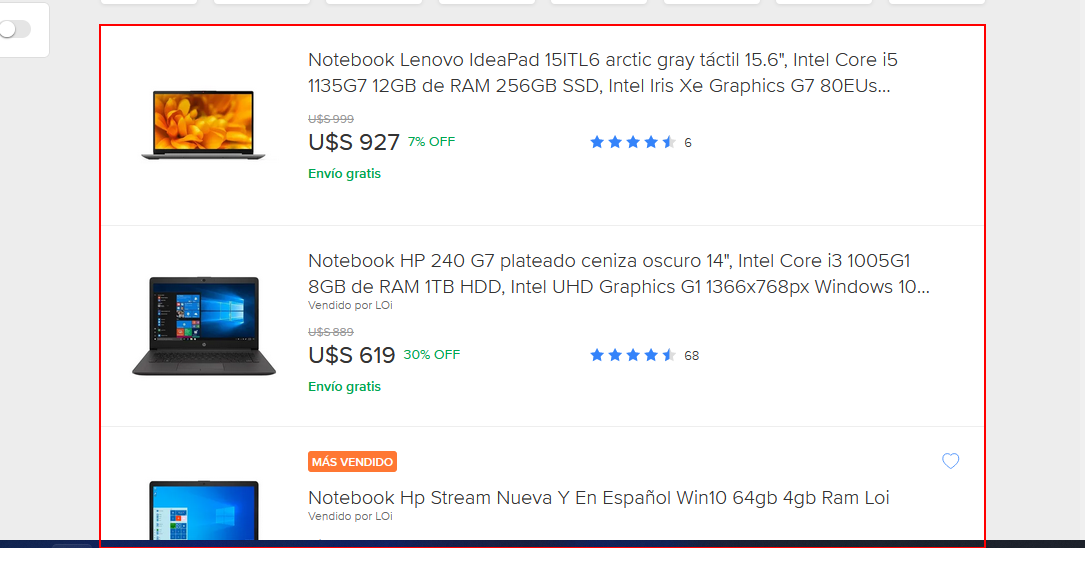 Notebook Lenovo IdeaPad 15ITL6 arctic gray táctil 15.6", Intel Core i5
1135G7 12GB de RAM 256GB SSD, Intel Iris Xe Graphics G7 80EUs...
U$S 999
U$S 927 7% OFF
6
Envío gratis
Notebook HP 240 G7 plateado ceniza oscuro 14", Intel Core i3 1005G1
8GB de RAM 1TB HDD, Intel UHD Graphics G1 1366x768px Windows 10...
Vendido por LOi
U$S 889
U$S 619 30% OFF
68
Envío gratis
MÁS VENDIDO
Notebook Hp Stream Nueva Y En Español Win10 64gb 4gb Ram Loi
Vendido por LOi